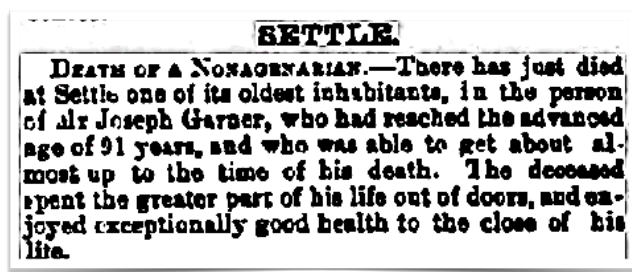 SETTLE.
DEATH OF A NONAGENARIAN.—There has just died
at Settle one of its oldest inhabitants, in the person
of Mr Joseph Garner, who had reached the advanced
age of 91 years, and who was able to get about al-
most up to the time of his death. The deceased
spent the greater part of his life out of doors, and en-
joyed exceptionally good health to the close of his
life.